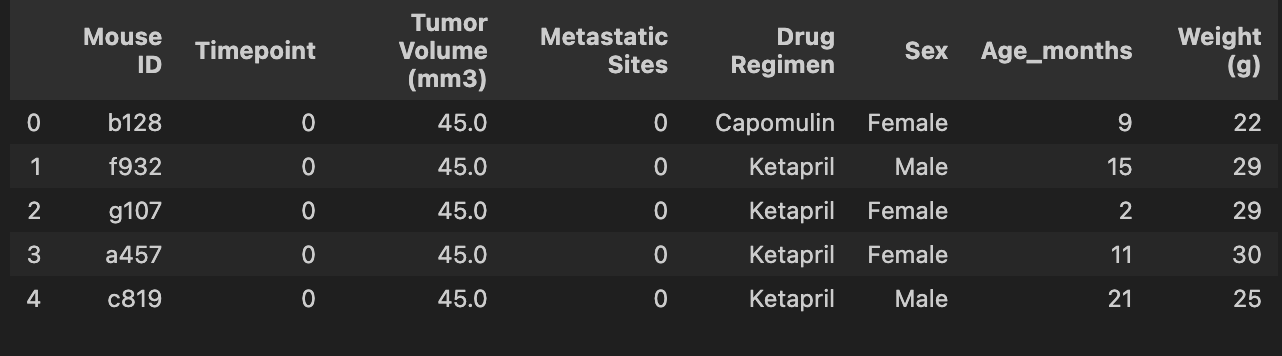 Mouse ID Timepoint Tumor Volume (mm3) Metastatic Sites Drug Regimen Sex Age_months Weight (g)
0 b128 0 45.0 0 Capomulin Female 9 22
1 f932 0 45.0 0 Ketapril Male 15 29
2 g107 0 45.0 0 Ketapril Female 2 29
3 a457 0 45.0 0 Ketapril Female 11 30
4 c819 0 45.0 0 Ketapril Male 21 25